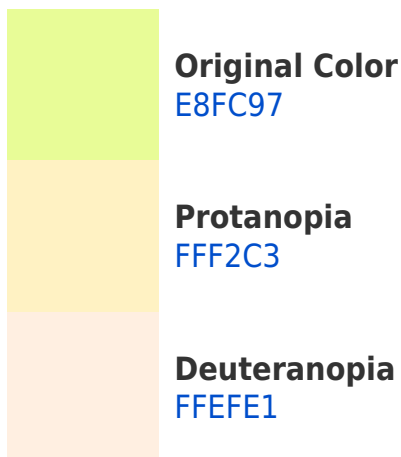 Original Color
E8FC97
Protanopia
FFF2C3
Deuteranopia
FFEFE1